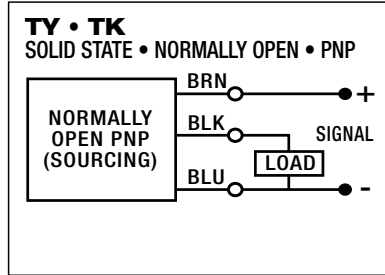 TY • TK
SOLID STATE • NORMALLY OPEN • PNP
BRN
+
NORMALLY
OPEN PNP
(SOURCING)
BLK
SIGNAL
LOAD
BLU
-